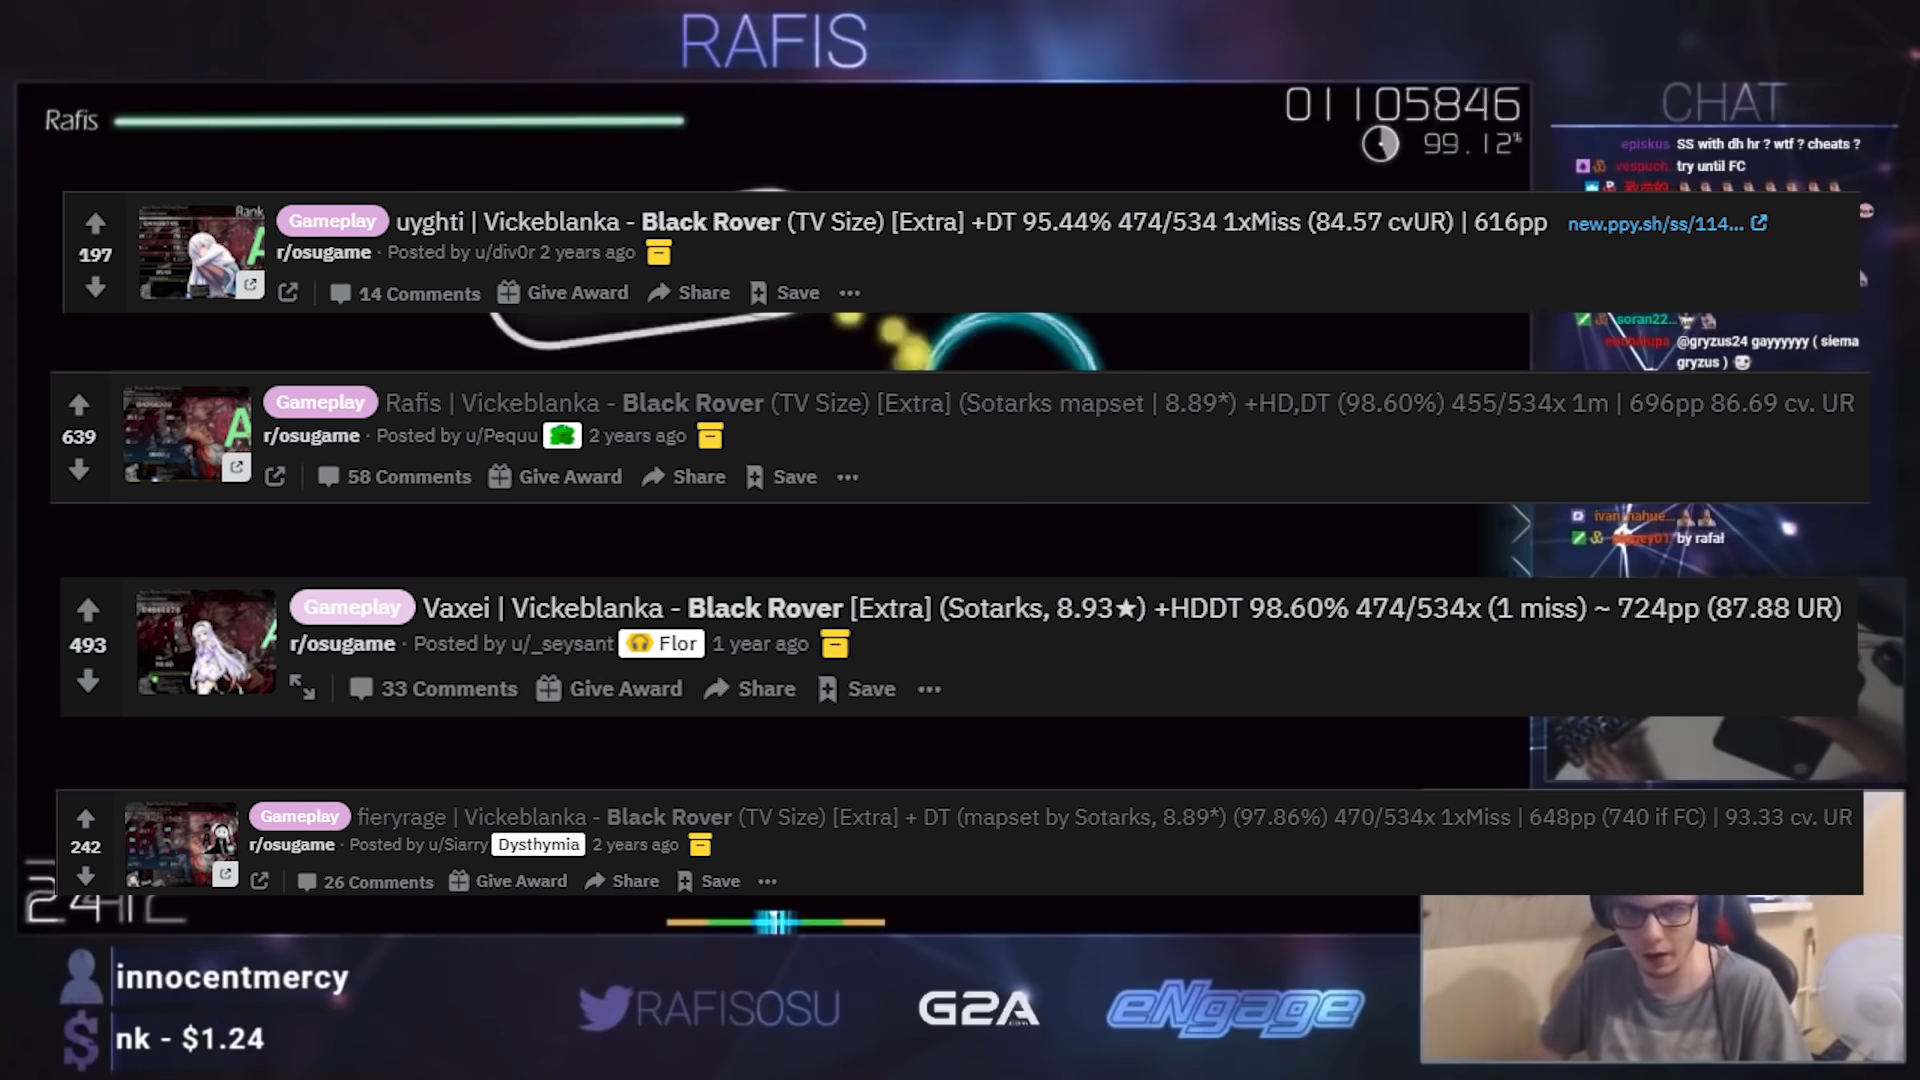 RAFIS
Rafis
01105846
99.12%
CHAT
episkus SS with dh hr ? wtf ? cheats ?
vespuch try until FC
Rank
197
Gameplay uyghti | Vickeblanka - Black Rover (TV Size) [Extra] +DT 95.44% 474/534 1xMiss (84.57 cvUR) | 616pp new.ppy.sh/ss/114...
r/osugame · Posted by u/div0r 2 years ago
14 Comments Give Award Share Save ...
soran22...
@gryzus24 gayyyyyy ( siema
gryzus )
639
Gameplay Rafis | Vickeblanka - Black Rover (TV Size) [Extra] (Sotarks mapset | 8.89*) +HD,DT (98.60%) 455/534x 1m | 696pp 86.69 cv. UR
r/osugame · Posted by u/Pequu 2 years ago
58 Comments Give Award Share Save ...
by rafał
493
Gameplay Vaxei | Vickeblanka - Black Rover [Extra] (Sotarks, 8.93★) +HDDT 98.60% 474/534x (1 miss) ~ 724pp (87.88 UR)
r/osugame · Posted by u/_seysant Flor 1 year ago
33 Comments Give Award Share Save ...
242
Gameplay fieryrage | Vickeblanka - Black Rover (TV Size) [Extra] + DT (mapset by Sotarks, 8.89*) (97.86%) 470/534x 1xMiss | 648pp (740 if FC) | 93.33 cv. UR
r/osugame · Posted by u/Siarry Dysthymia 2 years ago
26 Comments Give Award Share Save ...
innocentmercy
nk - $1.24
RAFISOSU
G2A.com
eNgage